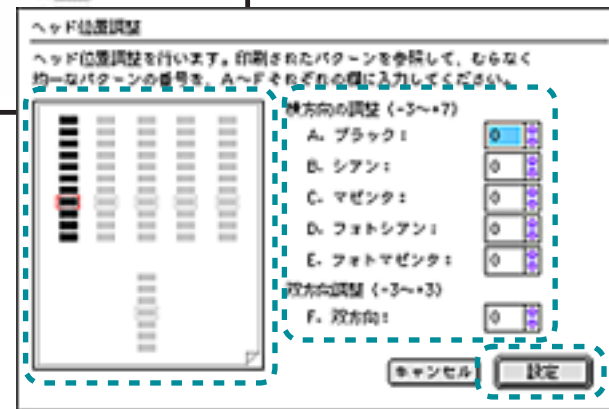 ヘッド位置調整
ヘッド位置調整を行います。印刷されたパターンを参照して、むらなく
均一なパターンの番号を、A〜Fそれぞれの欄に入力してください。
横方向の調整（-3〜+7）
A. ブラック： 0
B. シアン： 0
C. マゼンタ： 0
D. フォトシアン： 0
E. フォトマゼンタ： 0
双方向調整（-3〜+3）
F. 双方向： 0
キャンセル 設定